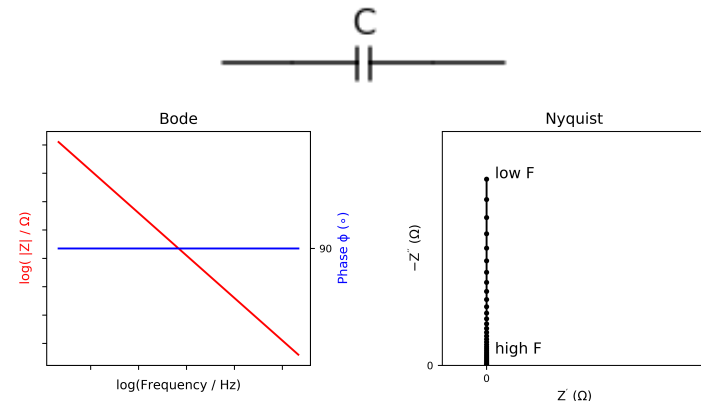 C
Bode
log( |Z| / Ω)
90
Phase ϕ (∘)
log(Frequency / Hz)
Nyquist
low F
−Z'' (Ω)
high F
0
0
Z' (Ω)